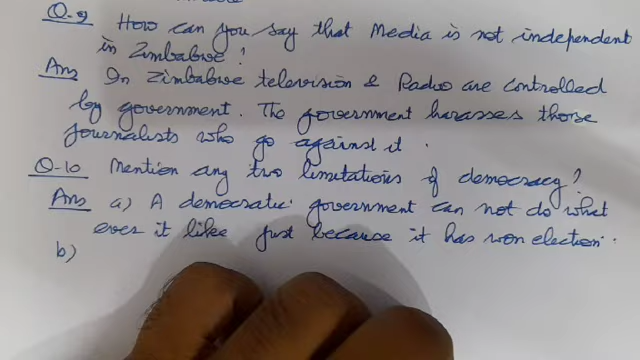 Q-9 How can you say that Media is not independent
in Zimbabwe?
Ans In Zimbabwe television & Radio are controlled
by government. The government harasses those
journalists who go against it.
Q-10 Mention any two limitations of democracy?
Ans a) A democratic government can not do what
ever it like just because it has won election.
b)